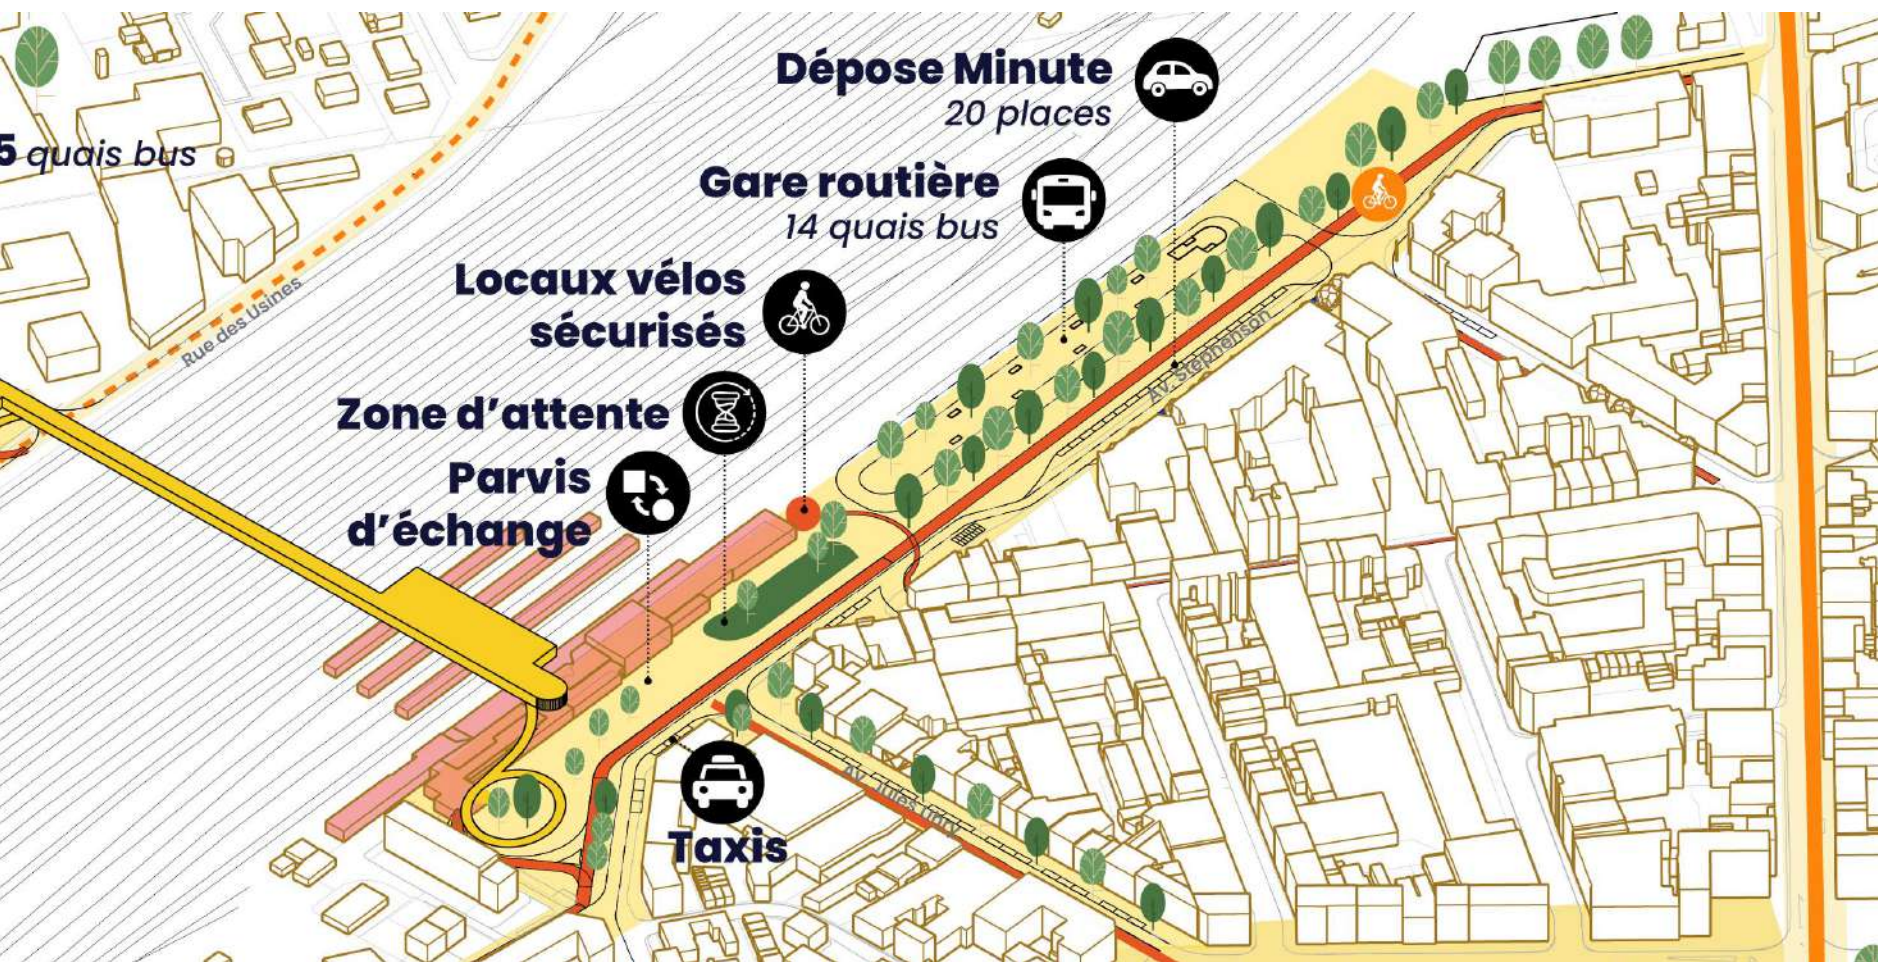 Dépose Minute
20 places
5 quais bus
Gare routière
14 quais bus
Locaux vélos
sécurisés
Rue des Usines
Av. Stephenson
Zone d'attente
Parvis
d'échange
Taxis